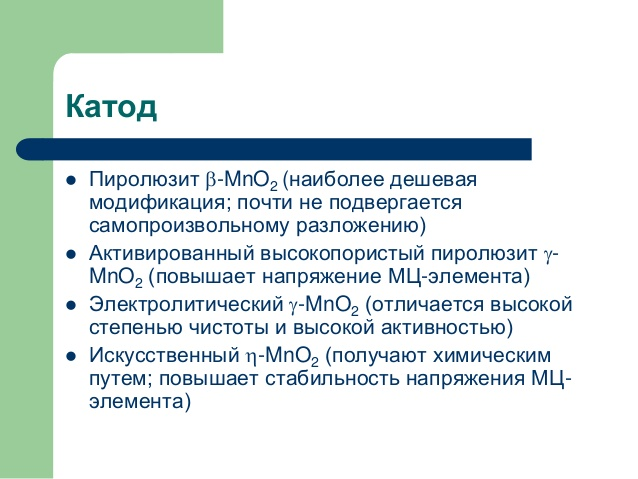 Катод
● Пиролюзит β-MnO₂ (наиболее дешевая
модификация; почти не подвергается
самопроизвольному разложению)
● Активированный высокопористый пиролюзит γ-
MnO₂ (повышает напряжение МЦ-элемента)
● Электролитический γ-MnO₂ (отличается высокой
степенью чистоты и высокой активностью)
● Искусственный η-MnO₂ (получают химическим
путем; повышает стабильность напряжения МЦ-
элемента)